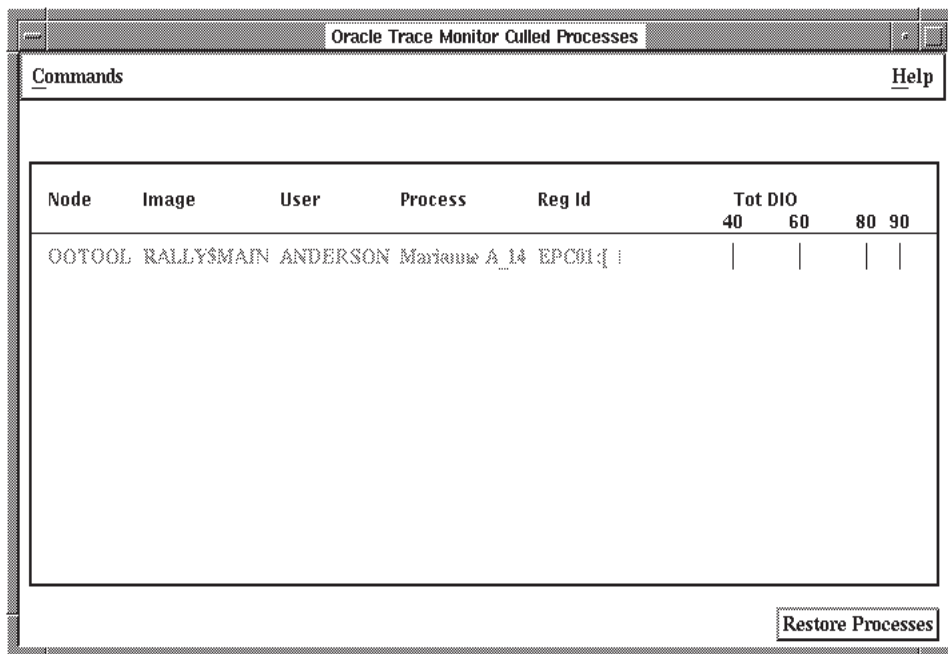 Oracle Trace Monitor Culled Processes
Commands Help
Node Image User Process Reg Id Tot DIO
40 60 80 90
OOTOOL RALLY$MAIN ANDERSON Marianne A_14 EPC01:[
Restore Processes